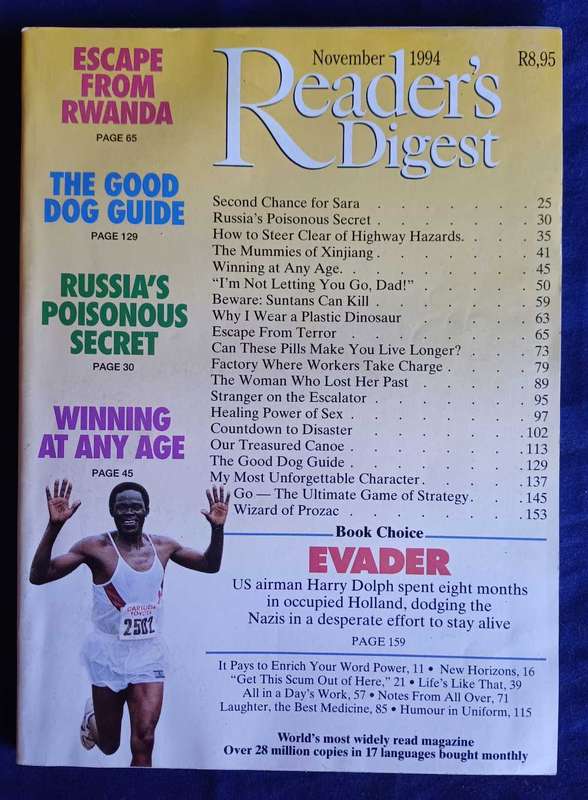 November 1994
R8,95
Reader's
Digest
ESCAPE
FROM
RWANDA
PAGE 65
THE GOOD
DOG GUIDE
PAGE 129
RUSSIA'S
POISONOUS
SECRET
PAGE 30
WINNING
AT ANY AGE
PAGE 45
Second Chance for Sara . . . . . . . 25
Russia's Poisonous Secret . . . . . . . 30
How to Steer Clear of Highway Hazards. . . . 35
The Mummies of Xinjiang . . . . . . . 41
Winning at Any Age. . . . . . . . 45
“I'm Not Letting You Go, Dad!” . . . . . 50
Beware: Suntans Can Kill . . . . . . . 59
Why I Wear a Plastic Dinosaur . . . . . 63
Escape From Terror . . . . . . . . 65
Can These Pills Make You Live Longer? . . . . 73
Factory Where Workers Take Charge . . . . 79
The Woman Who Lost Her Past . . . . . 89
Stranger on the Escalator . . . . . . . 95
Healing Power of Sex . . . . . . . . 97
Countdown to Disaster . . . . . . . 102
Our Treasured Canoe . . . . . . . 113
The Good Dog Guide . . . . . . . 129
My Most Unforgettable Character . . . . . 137
Go — The Ultimate Game of Strategy. . . . 145
Wizard of Prozac . . . . . . . 153
Book Choice
EVADER
US airman Harry Dolph spent eight months
in occupied Holland, dodging the
Nazis in a desperate effort to stay alive
PAGE 159
It Pays to Enrich Your Word Power, 11 • New Horizons, 16
“Get This Scum Out of Here,” 21 • Life's Like That, 39
All in a Day's Work, 57 • Notes From All Over, 71
Laughter, the Best Medicine, 85 • Humour in Uniform, 115
World's most widely read magazine
Over 28 million copies in 17 languages bought monthly
TOYOTA
2502